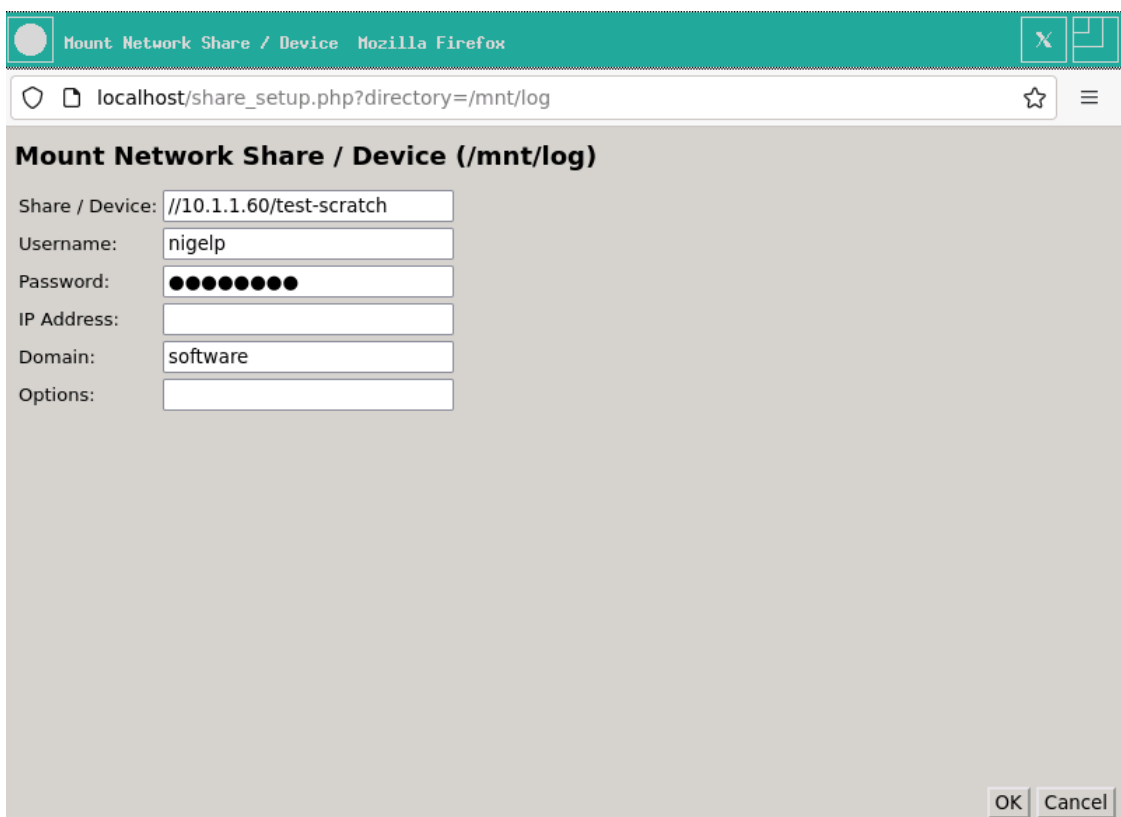 Mount Network Share / Device Mozilla Firefox
X
localhost/share_setup.php?directory=/mnt/log
Mount Network Share / Device (/mnt/log)
Share / Device: //10.1.1.60/test-scratch
Username: nigelp
Password: ●●●●●●●●
IP Address:
Domain: software
Options:
OK Cancel